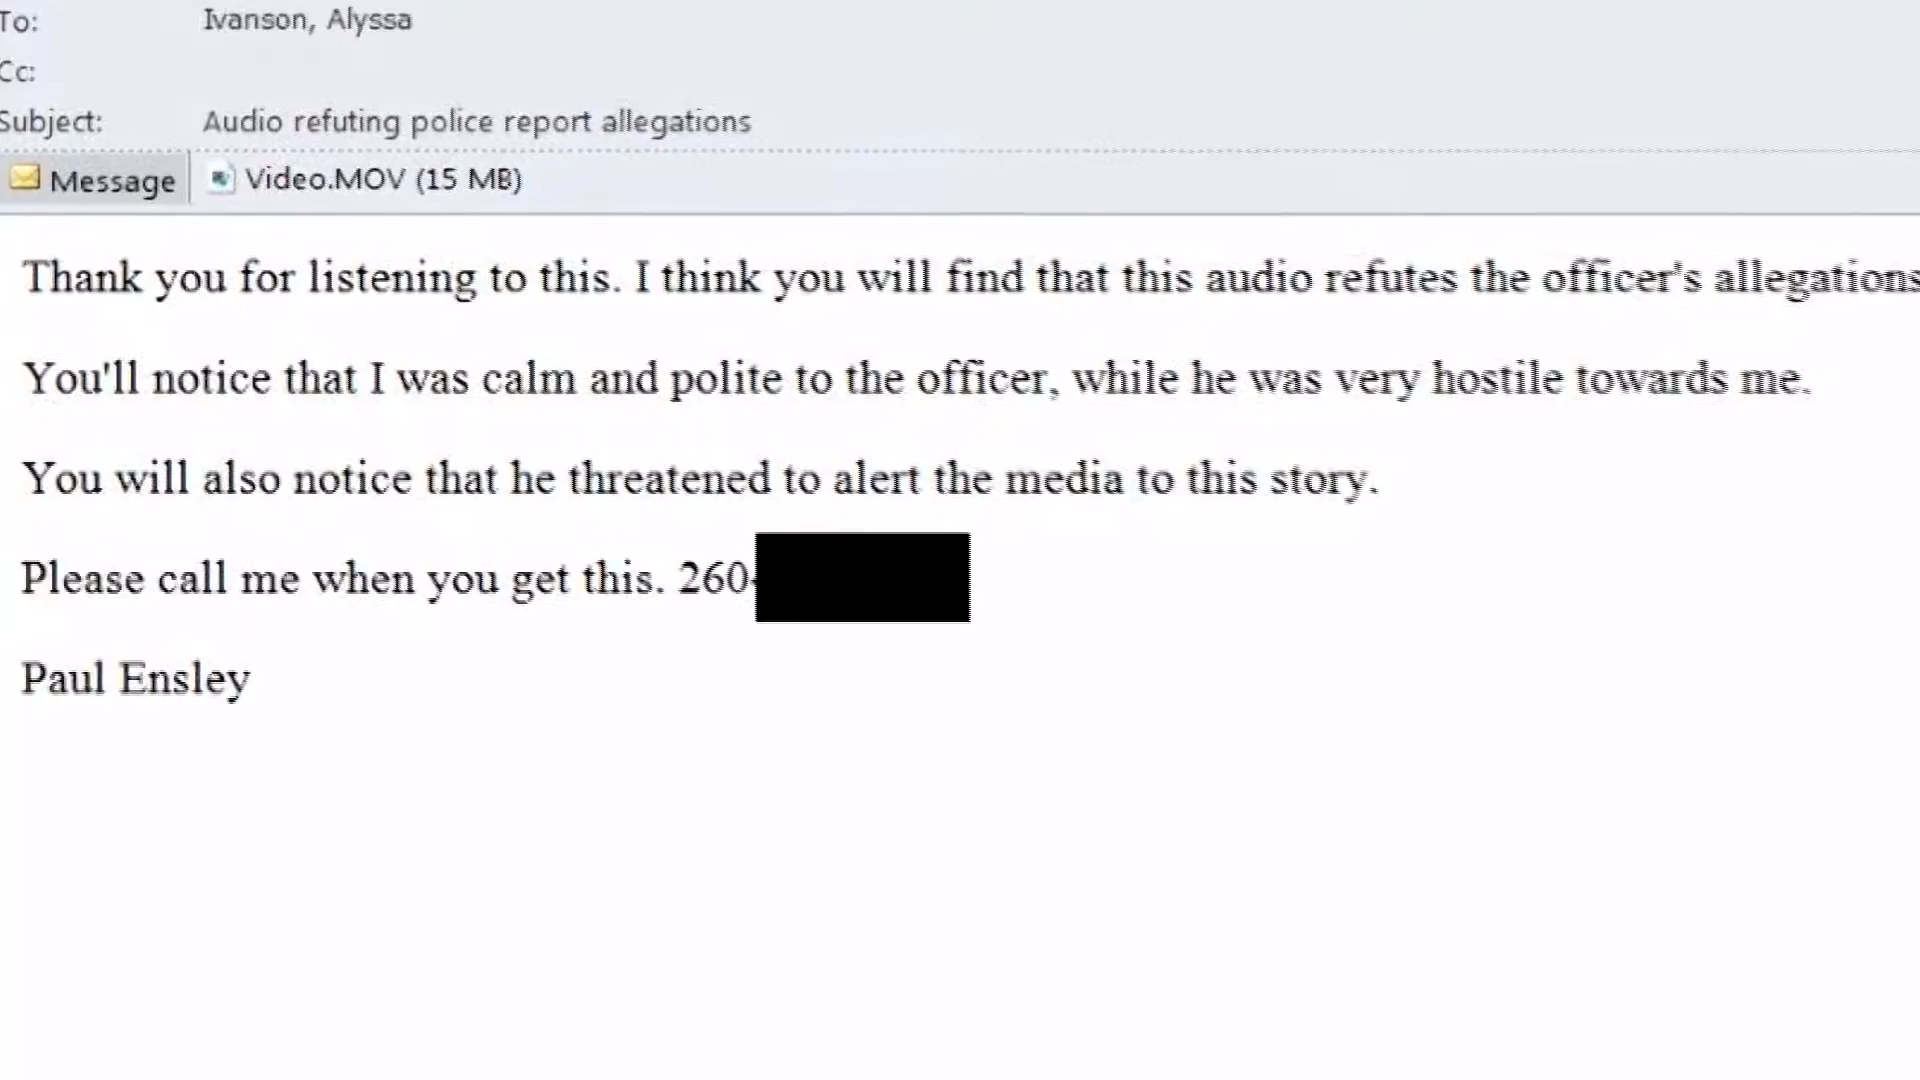 To: Ivanson, Alyssa
Cc:
Subject: Audio refuting police report allegations
Message Video.MOV (15 MB)
Thank you for listening to this. I think you will find that this audio refutes the officer's allegations
You'll notice that I was calm and polite to the officer, while he was very hostile towards me.
You will also notice that he threatened to alert the media to this story.
Please call me when you get this. 260-
Paul Ensley